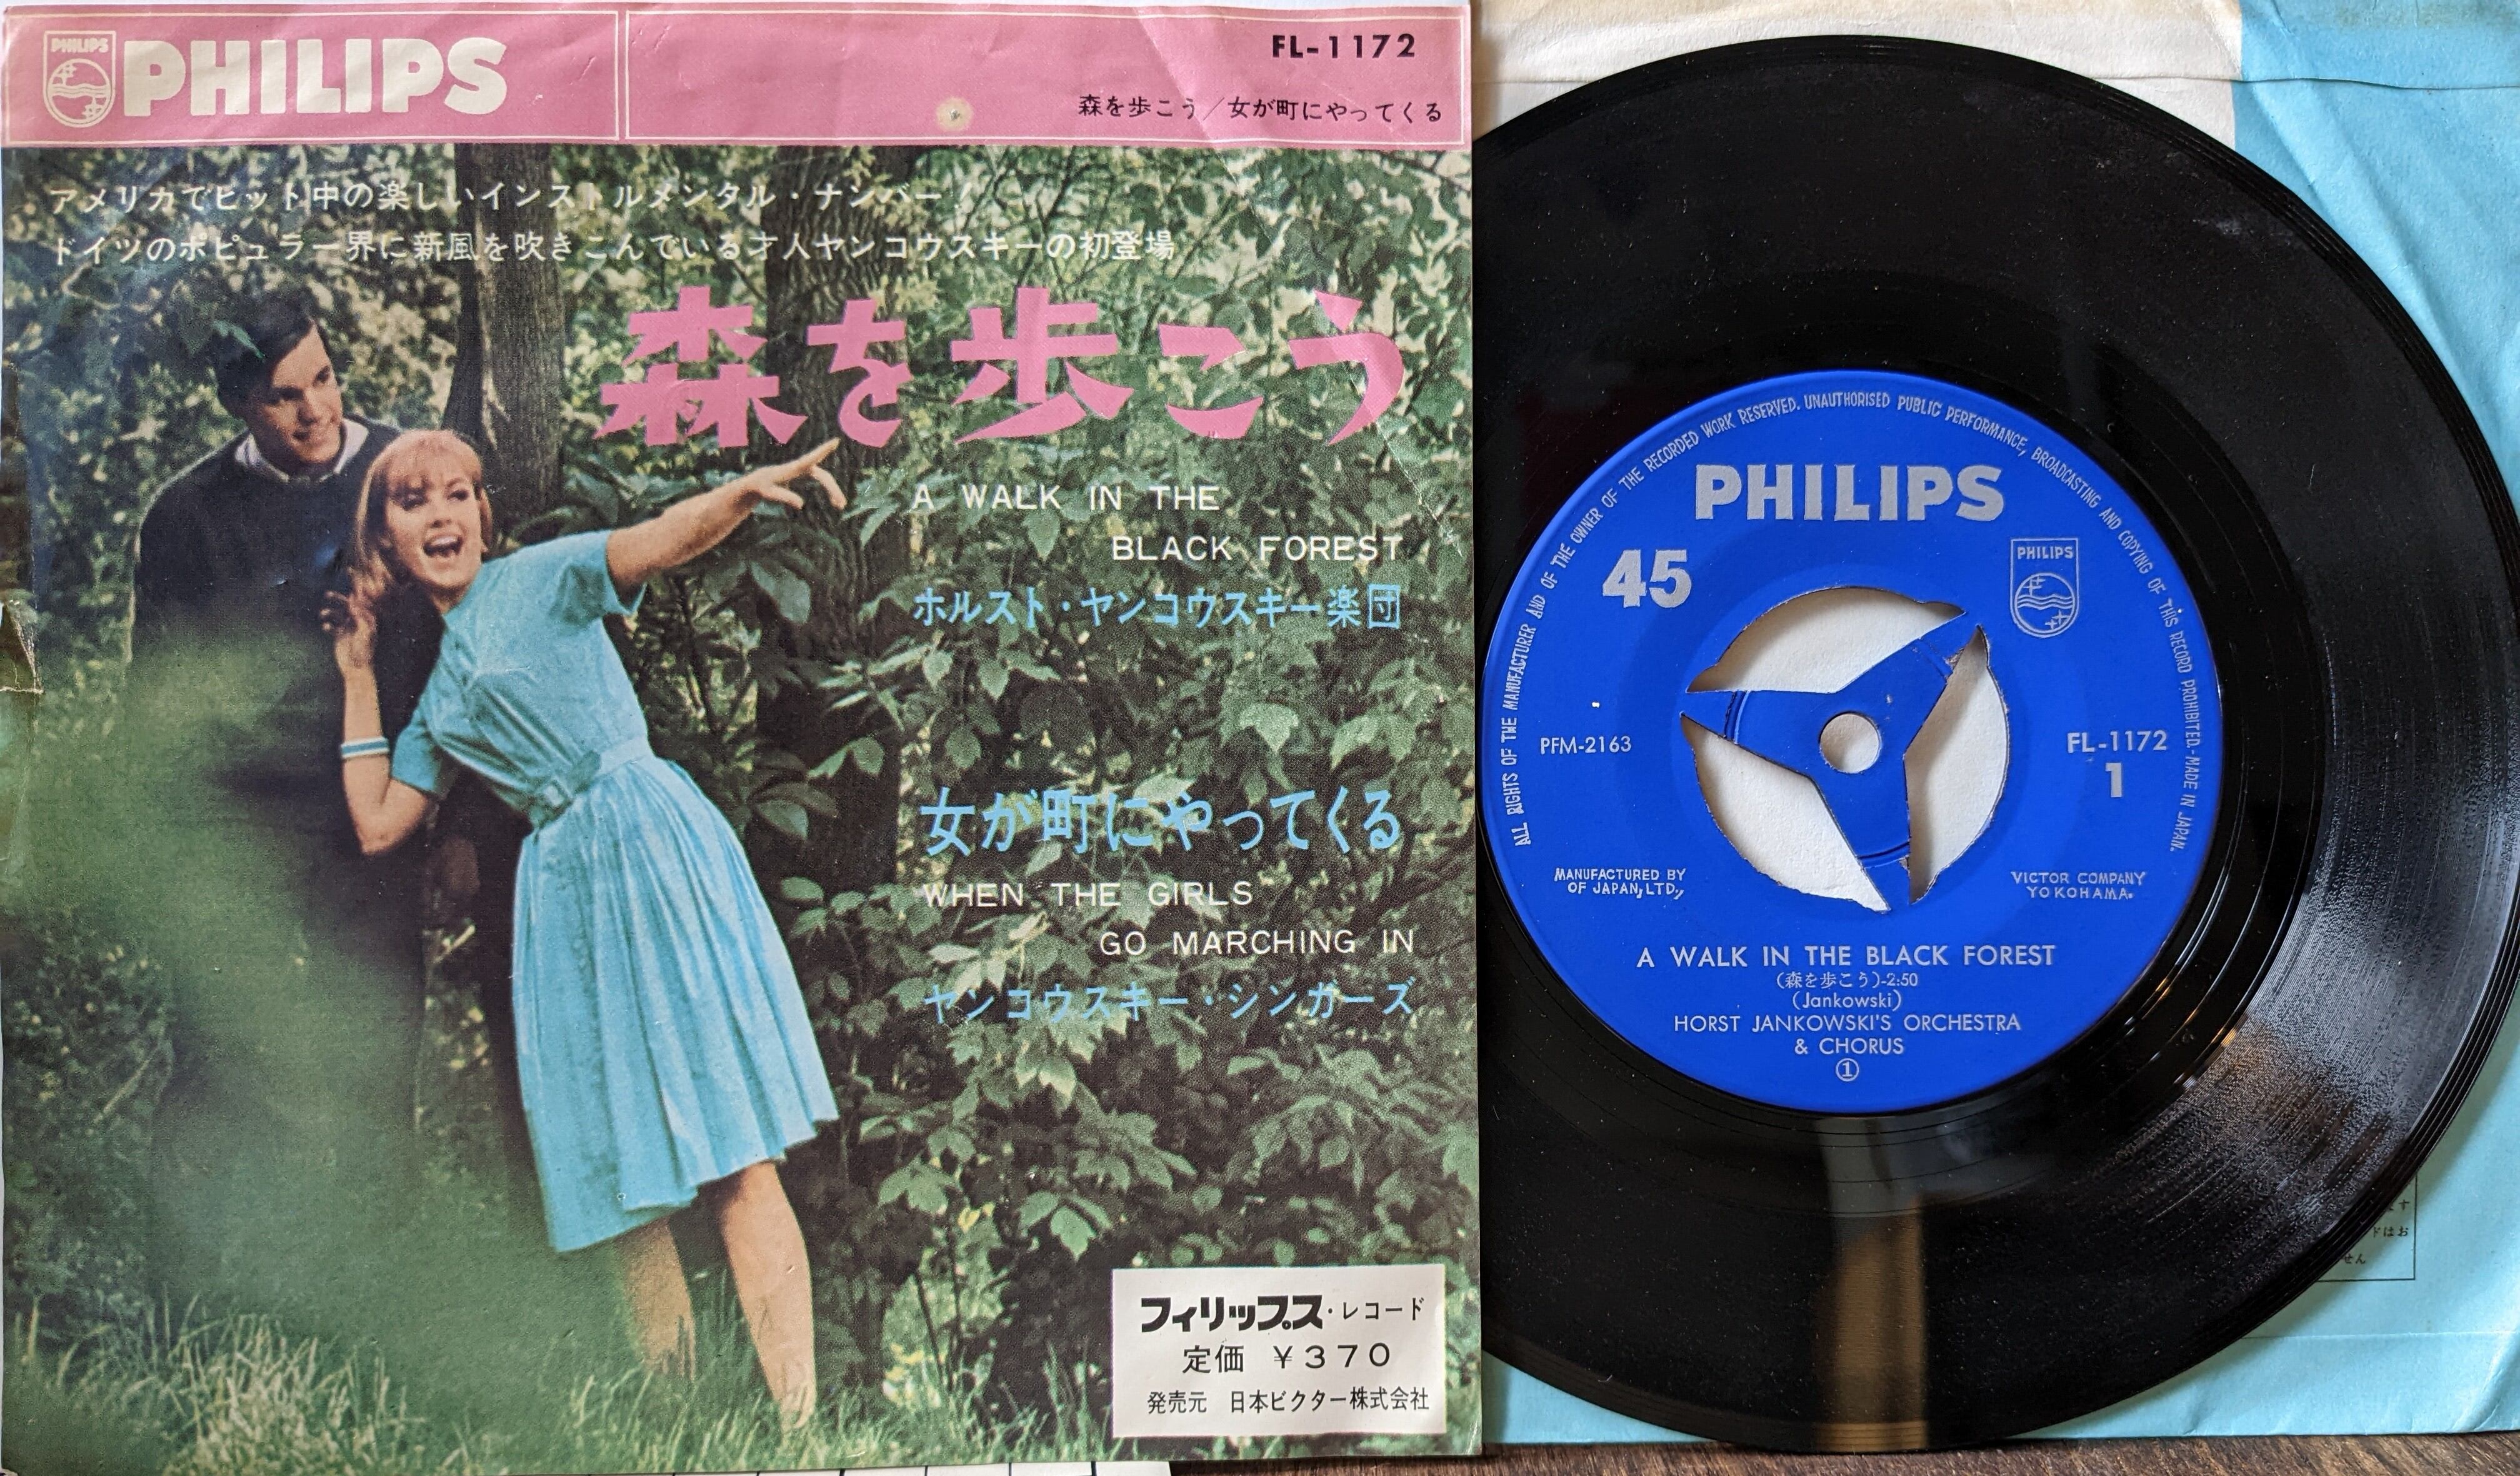 PHILIPS
PHILIPS
FL-1172
森を歩こう／女が町にやってくる
アメリカでヒット中の楽しいインストルメンタル・ナンバー！
ドイツのポピュラー界に新風を吹きこんでいる才人ヤンコウスキーの初登場
森を歩こう
A WALK IN THE
BLACK FOREST
ホルスト・ヤンコウスキー楽団
女が町にやってくる
WHEN THE GIRLS
GO MARCHING IN
ヤンコウスキー・シンガーズ
フィリップス・レコード
定価 ￥370
発売元 日本ビクター株式会社
ALL RIGHTS OF THE MANUFACTURER AND OF THE OWNER OF THE RECORDED WORK RESERVED. UNAUTHORISED PUBLIC PERFORMANCE, BROADCASTING AND COPYING OF THIS RECORD PROHIBITED-MADE IN JAPAN.
PHILIPS
45
PHILIPS
PFM-2163
FL-1172
1
MANUFACTURED BY VICTOR COMPANY
OF JAPAN, LTD., YOKOHAMA.
A WALK IN THE BLACK FOREST
(森を歩こう)-2:50
(Jankowski)
HORST JANKOWSKI'S ORCHESTRA
& CHORUS
①
ます
ドはお
せん